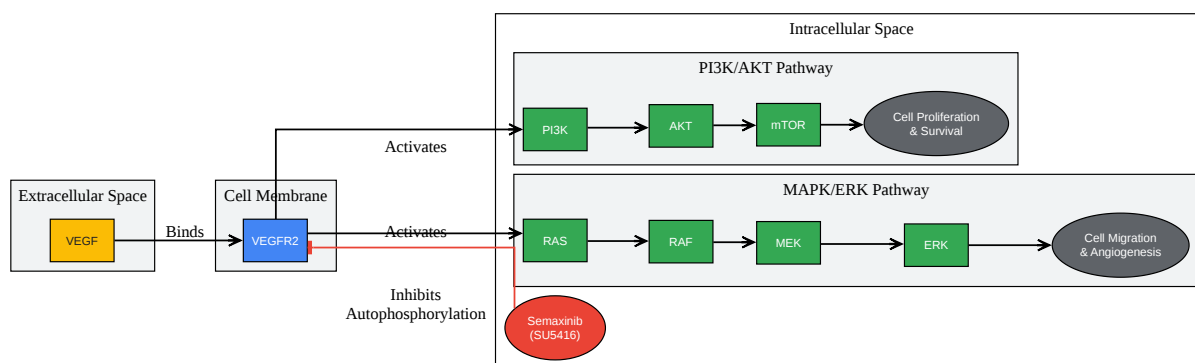 Intracellular Space
PI3K/AKT Pathway
PI3K
AKT
mTOR
Cell Proliferation
& Survival
Activates
Extracellular Space
VEGF
Binds
Cell Membrane
VEGFR2
Activates
MAPK/ERK Pathway
RAS
RAF
MEK
ERK
Cell Migration
& Angiogenesis
Inhibits
Autophosphorylation
Semaxinib
(SU5416)